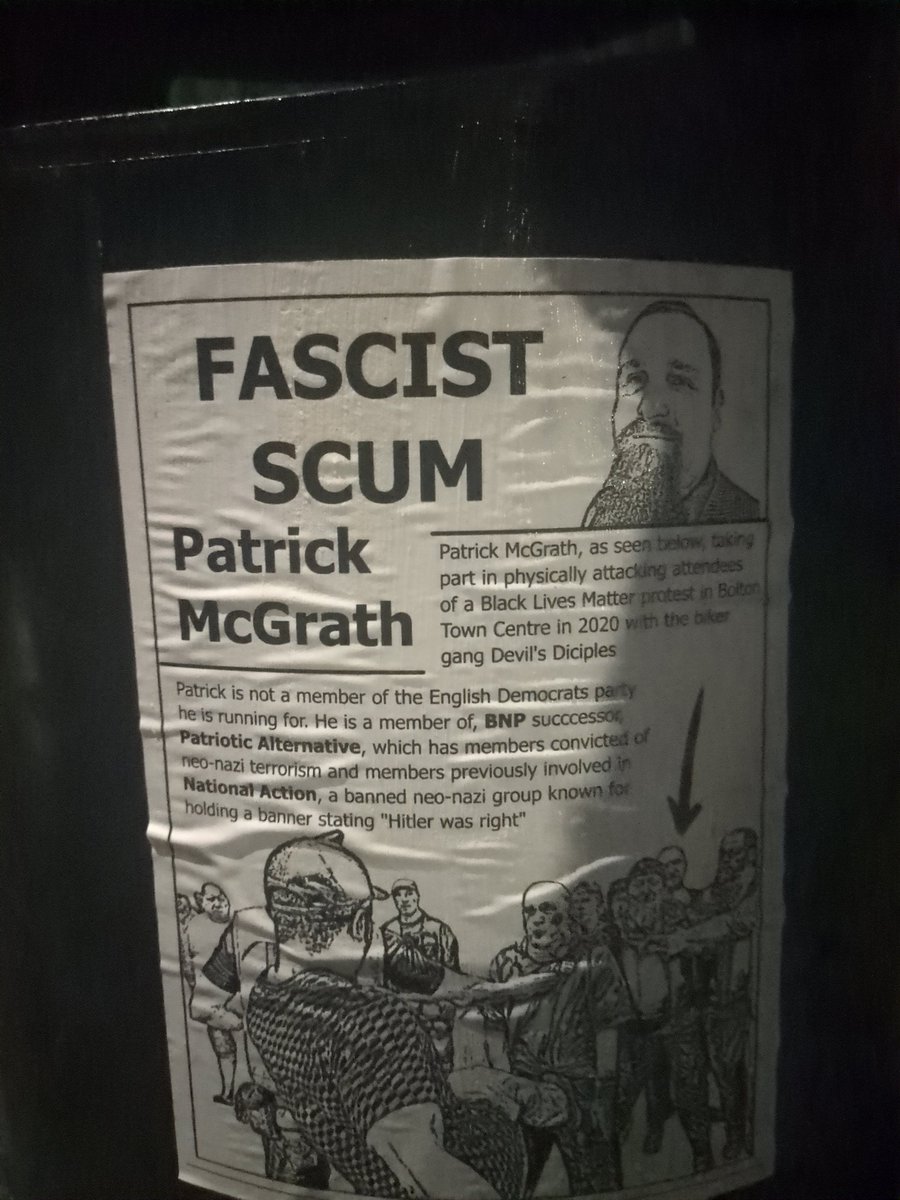 FASCIST
SCUM
Patrick
McGrath
Patrick McGrath, as seen below, taking
part in physically attacking attendees
of a Black Lives Matter protest in Bolton
Town Centre in 2020 with the biker
gang Devil's Diciples
Patrick is not a member of the English Democrats party
he is running for. He is a member of, BNP succcessor,
Patriotic Alternative, which has members convicted of
neo-nazi terrorism and members previously involved in
National Action, a banned neo-nazi group known for
holding a banner stating "Hitler was right"